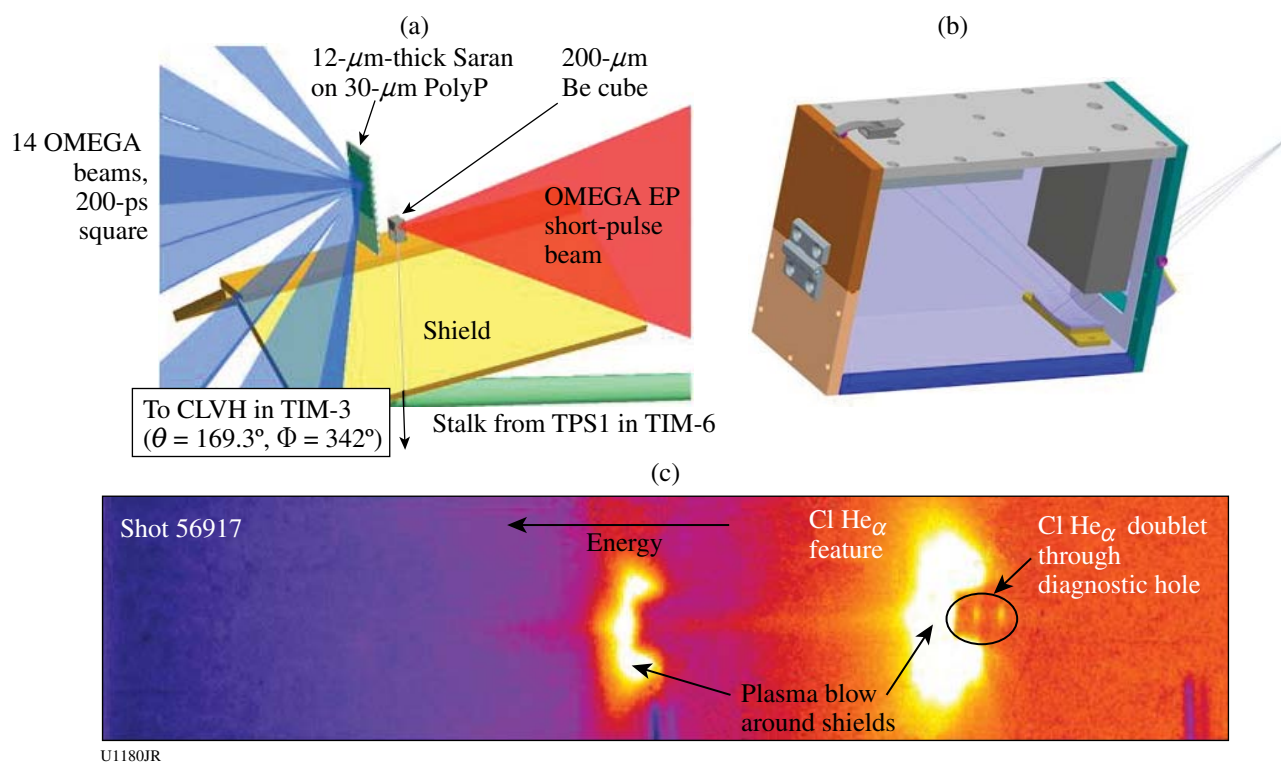 (a)
12-μm-thick Saran
on 30-μm PolyP
200-μm
Be cube
14 OMEGA
beams,
200-ps
square
OMEGA EP
short-pulse
beam
Shield
To CLVH in TIM-3
(θ = 169.3º, Φ = 342º)
Stalk from TPS1 in TIM-6
(b)
(c)
Shot 56917
Energy
Cl Heα
feature
Cl Heα doublet
through
diagnostic hole
Plasma blow
around shields
U1180JR